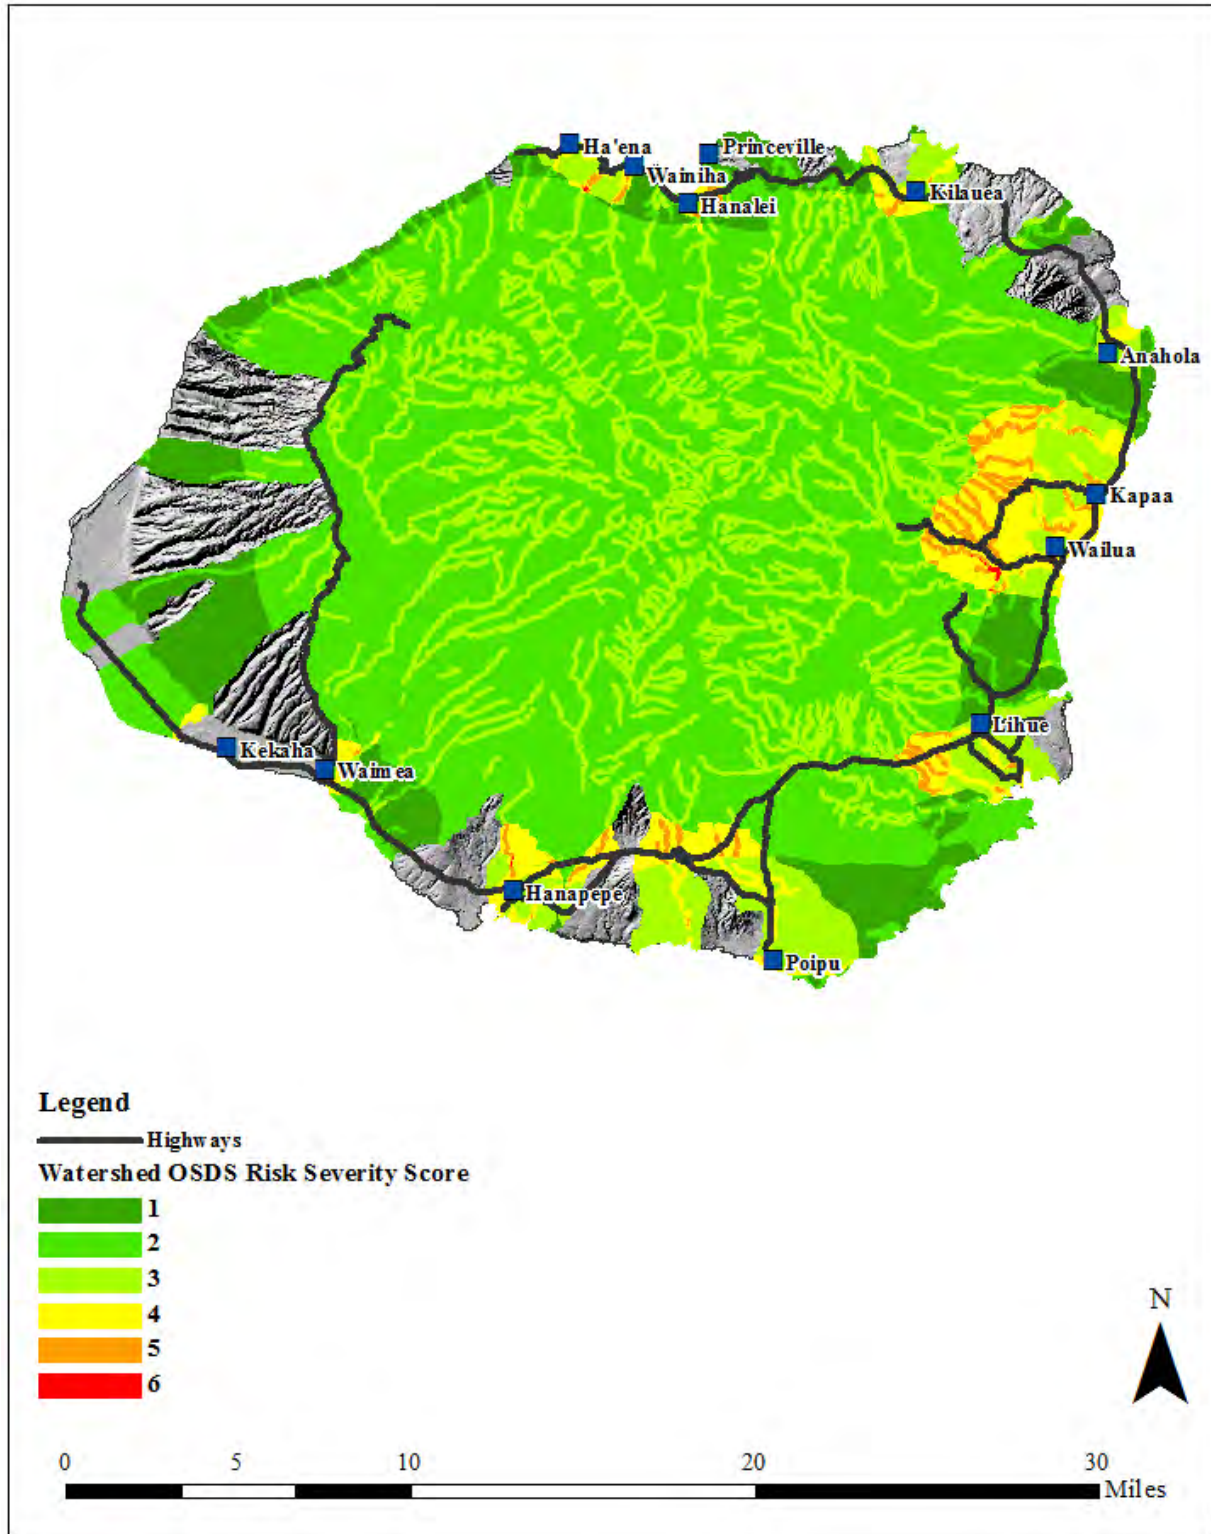 Ha'ena
Princeville
Wainiha
Kilauea
Hanalei
Anahola
Kapaa
Wailua
Lihue
Kekaha
Waimea
Hanapepe
Poipu
Legend
Highways
Watershed OSDS Risk Severity Score
1
2
3
4
5
6
N
0 5 10 20 30
Miles